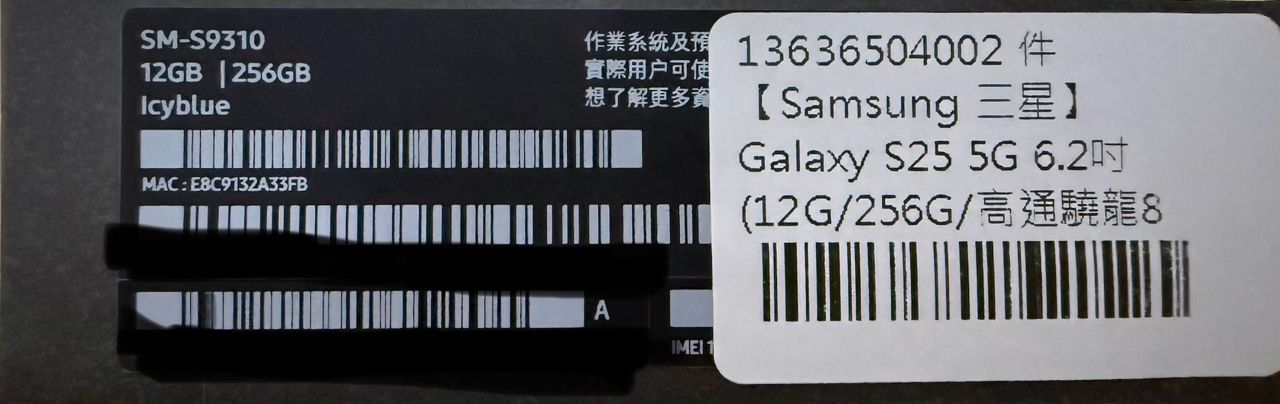 SM-S9310
12GB | 256GB
Icyblue
MAC : E8C9132A33FB
A
IMEI 1
作業系統及預
實際用户可使
想了解更多資
13636504002 件
【Samsung 三星】
Galaxy S25 5G 6.2吋
(12G/256G/高通驍龍8